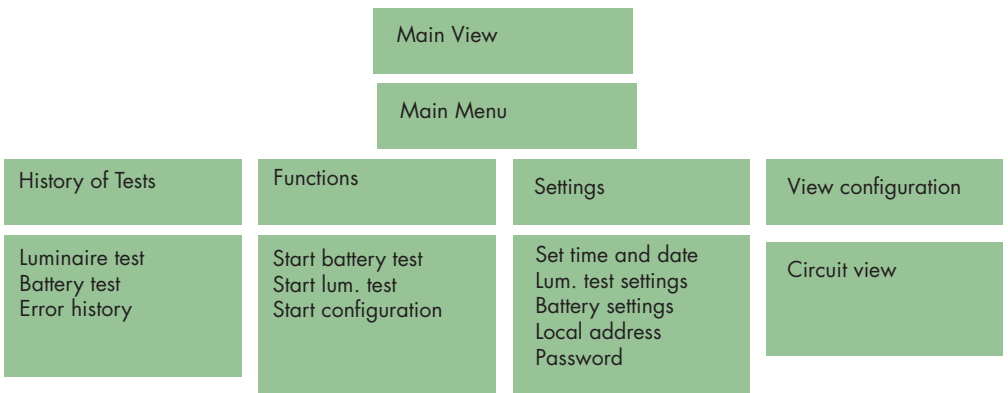 Main View
Main Menu
History of Tests
Functions
Settings
View configuration
Luminaire test
Battery test
Error history
Start battery test
Start lum. test
Start configuration
Set time and date
Lum. test settings
Battery settings
Local address
Password
Circuit view